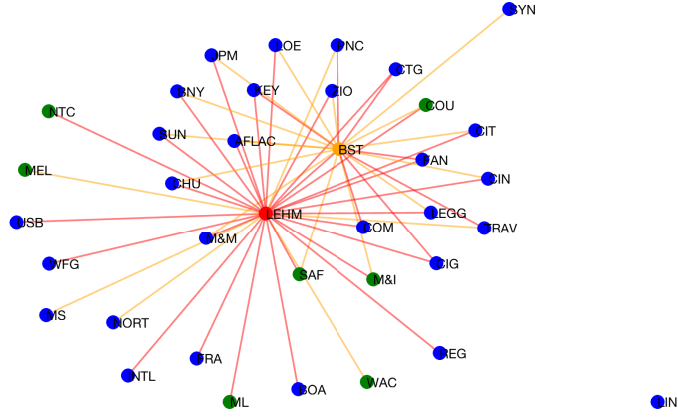 SYN
LOE
PNC
JPM
CTG
BNY
KEY
ZIO
COU
NTC
SUN
AFLAC
CIT
BST
FAN
MEL
CHU
CIN
LEHM
LEGG
USB
COM
TRAV
M&M
WFG
CIG
SAF
M&I
MS
NORT
REG
FRA
NTL
WAC
BOA
ML
LIN